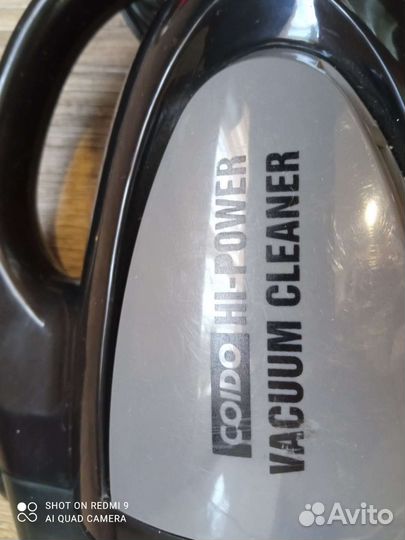 COIDO HI-POWER
VACUUM CLEANER
SHOT ON REDMI 9
AI QUAD CAMERA
Avito